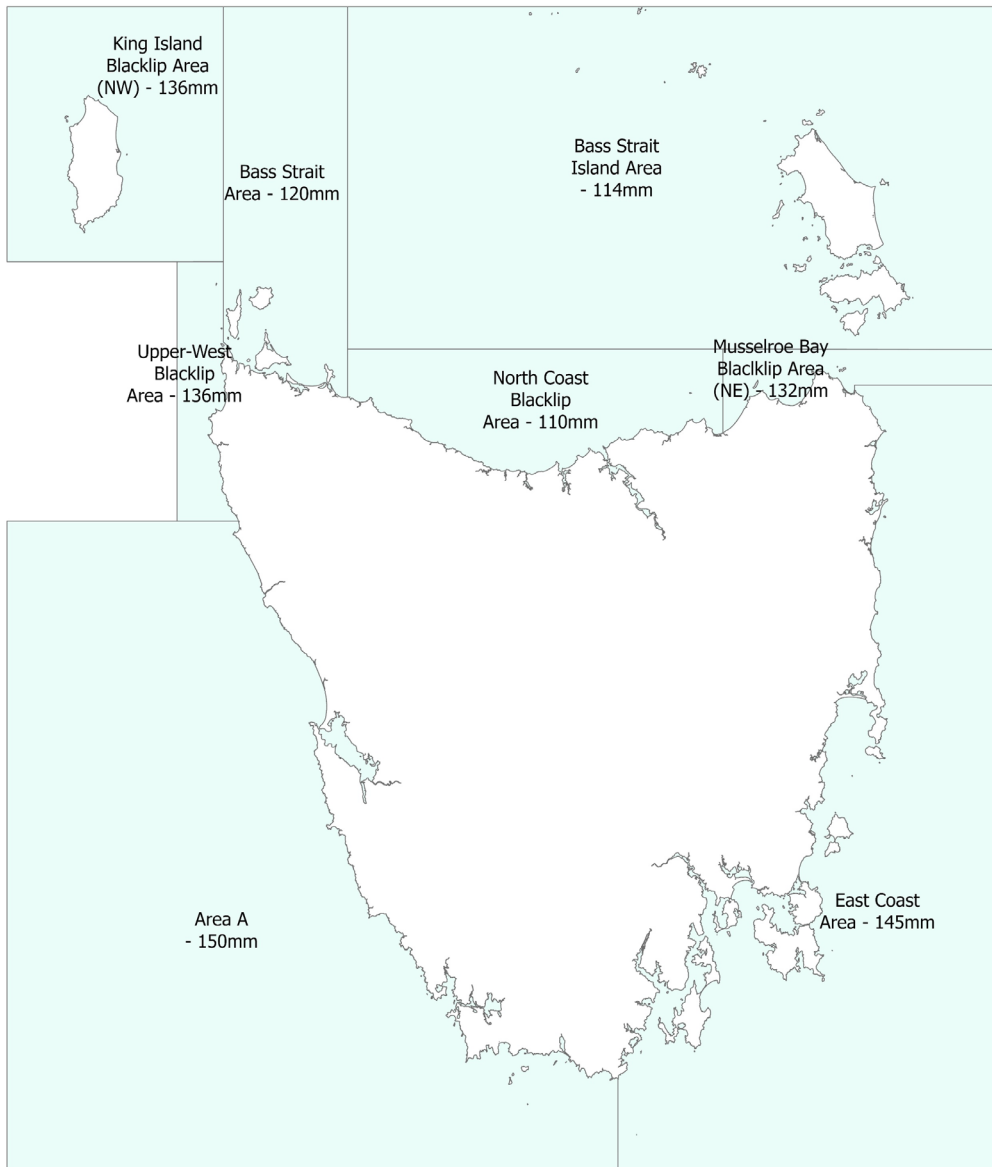 King Island
Blacklip Area
(NW) - 136mm
Bass Strait
Area - 120mm
Bass Strait
Island Area
- 114mm
Upper-West
Blacklip
Area - 136mm
North Coast
Blacklip
Area - 110mm
Musselroe Bay
Blaclklip Area
(NE) - 132mm
Area A
- 150mm
East Coast
Area - 145mm